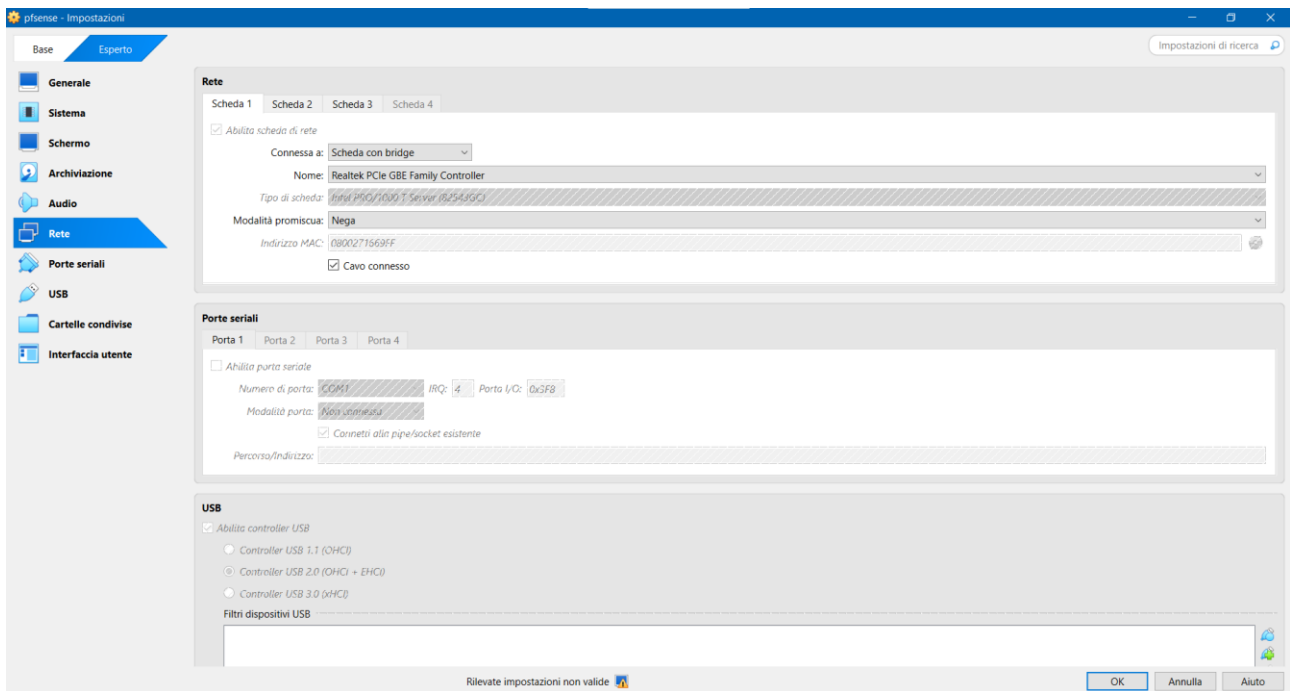 pfsense - Impostazioni
Base Esperto
Impostazioni di ricerca
Generale
Sistema
Schermo
Archiviazione
Audio
Rete
Porte seriali
USB
Cartelle condivise
Interfaccia utente
Rete
Scheda 1 Scheda 2 Scheda 3 Scheda 4
Abilita scheda di rete
Connessa a: Scheda con bridge
Nome: Realtek PCIe GBE Family Controller
Tipo di scheda: Intel PRO/1000 T Server (82543GC)
Modalità promiscua: Nega
Indirizzo MAC: 0800271669FF
Cavo connesso
Porte seriali
Porta 1 Porta 2 Porta 3 Porta 4
Abilita porta seriale
Numero di porta: COM1 IRQ: 4 Porta I/O: 0x3F8
Modalità porta: Non connessa
Connetti alla pipe/socket esistente
Percorso/Indirizzo:
USB
Abilita controller USB
Controller USB 1.1 (OHCI)
Controller USB 2.0 (OHCI + EHCI)
Controller USB 3.0 (xHCI)
Filtri dispositivi USB
Rilevate impostazioni non valide
OK Annulla Aiuto